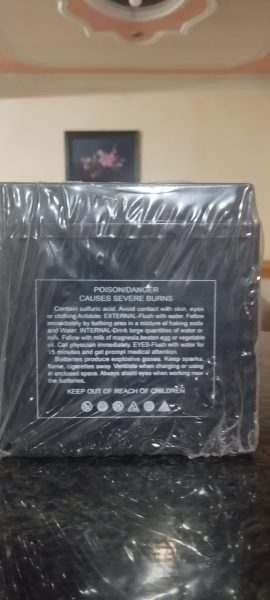 POISON/DANGER
CAUSES SEVERE BURNS
Contain sulfuric acid. Avoid contact with skin, eyes
or clothing Antidote: EXTERNAL-Flush with water. Follow
immediately by bathing area in a mixture of baking soda
and Water. INTERNAL-Drink large quantities of water or
milk. Follow with milk of magnesia,beaten egg or vegetable
oil. Call physician immediately. EYES-Flush with water for
15 minutes and get prompt medical attention.
Batteries produce explosive gases. Keep sparks,
flame, cigarettes away. Ventilate when charging or using
in enclosed space. Always shield eyes when working near
the batteries.
KEEP OUT OF REACH OF CHILDREN